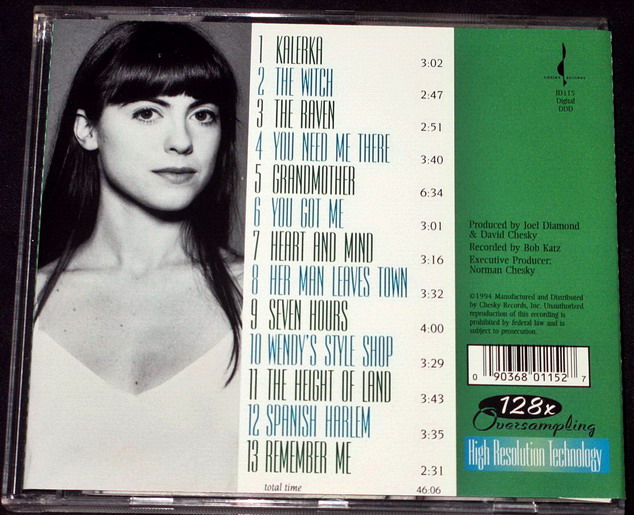 1 KALERKA 3:02
2 THE WITCH 2:47
3 THE RAVEN 2:51
4 YOU NEED ME THERE 3:40
5 GRANDMOTHER 6:34
6 YOU GOT ME 3:01
7 HEART AND MIND 3:16
8 HER MAN LEAVES TOWN 3:32
9 SEVEN HOURS 4:00
10 WENDY'S STYLE SHOP 3:29
11 THE HEIGHT OF LAND 3:43
12 SPANISH HARLEM 3:35
13 REMEMBER ME 2:31
total time 46:06
CHESKY RECORDS
JD115
Digital
DDD
Produced by Joel Diamond
& David Chesky
Recorded by Bob Katz
Executive Producer:
Norman Chesky
©1994 Manufactured and Distributed
by Chesky Records, Inc. Unauthorized
reproduction of this recording is
prohibited by federal law and is
subject to prosecution.
0 90368 01152 7
128x
Oversampling
High Resolution Technology